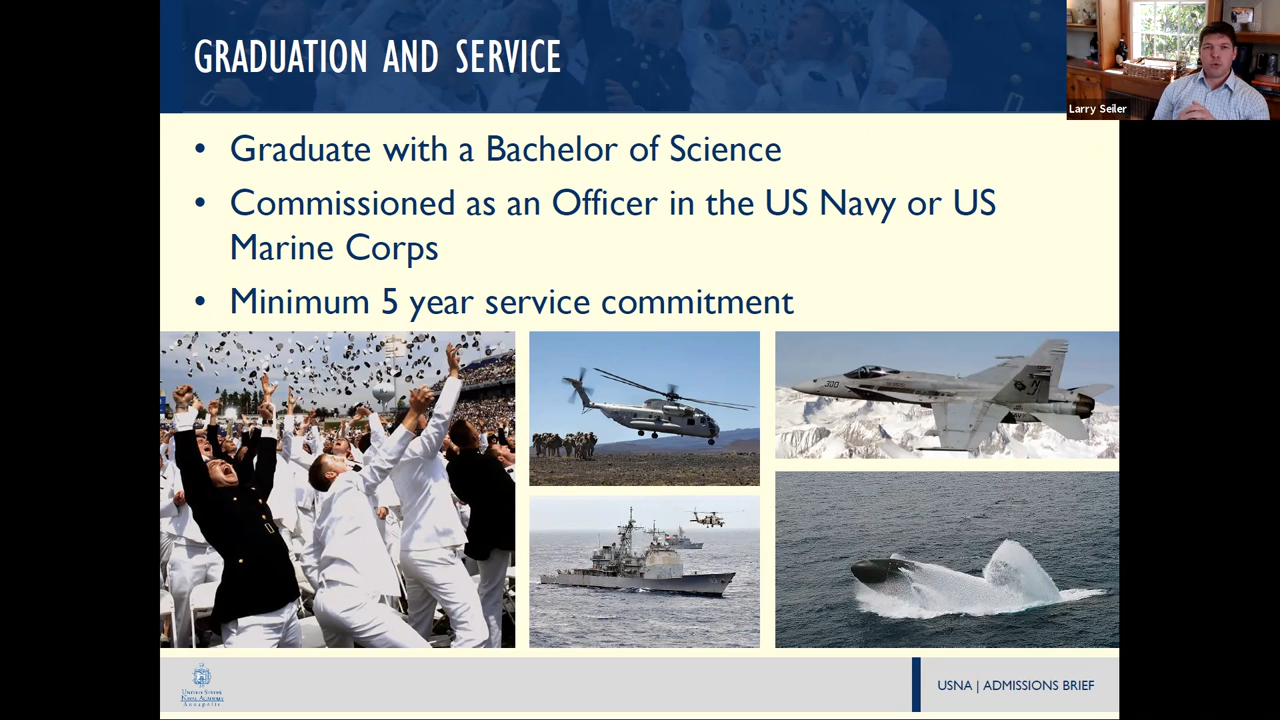 GRADUATION AND SERVICE
Larry Seiler
• Graduate with a Bachelor of Science
• Commissioned as an Officer in the US Navy or US
Marine Corps
• Minimum 5 year service commitment
300
UNITED STATES
NAVAL ACADEMY
Annapolis
USNA | ADMISSIONS BRIEF